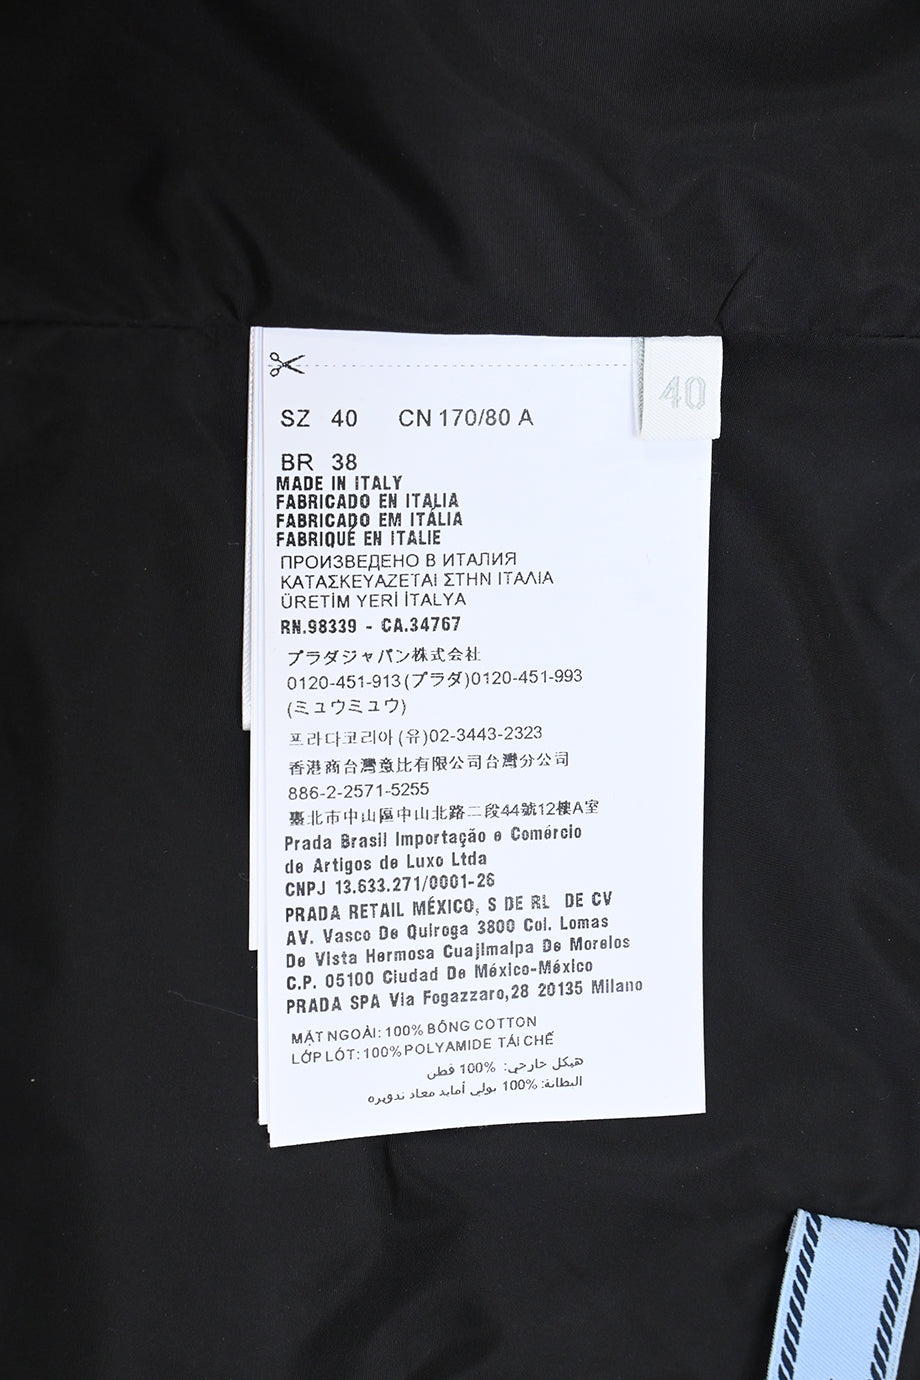 40
SZ 40 CN 170/80 A
BR 38
MADE IN ITALY
FABRICADO EN ITALIA
FABRICADO EM ITÁLIA
FABRIQUÉ EN ITALIE
ПРОИЗВЕДЕНО В ИТАЛИЯ
ΚΑΤΑΣΚΕΥΑΖΕΤΑΙ ΣΤΗΝ ΙΤΑΛΙΑ
ÜRETİM YERİ İTALYA
RN.98339 - CA.34767
プラダジャパン株式会社
0120-451-913(プラダ)0120-451-993
(ミュウミュウ)
프라다코리아(유)02-3443-2323
香港商台灣意比有限公司台灣分公司
886-2-2571-5255
臺北市中山區中山北路二段44號12樓A室
Prada Brasil Importação e Comércio
de Artigos de Luxo Ltda
CNPJ 13.633.271/0001-26
PRADA RETAIL MÉXICO, S DE RL DE CV
AV. Vasco De Quiroga 3800 Col. Lomas
De Vista Hermosa Cuajimalpa De Morelos
C.P. 05100 Ciudad De México-México
PRADA SPA Via Fogazzaro,28 20135 Milano
MẶT NGOÀI: 100% BÔNG COTTON
LỚP LÓT: 100% POLYAMIDE TÁI CHẾ
هيكل خارجي: %100 قطن
البطانة: %100 بولي أمايد معاد تدويره